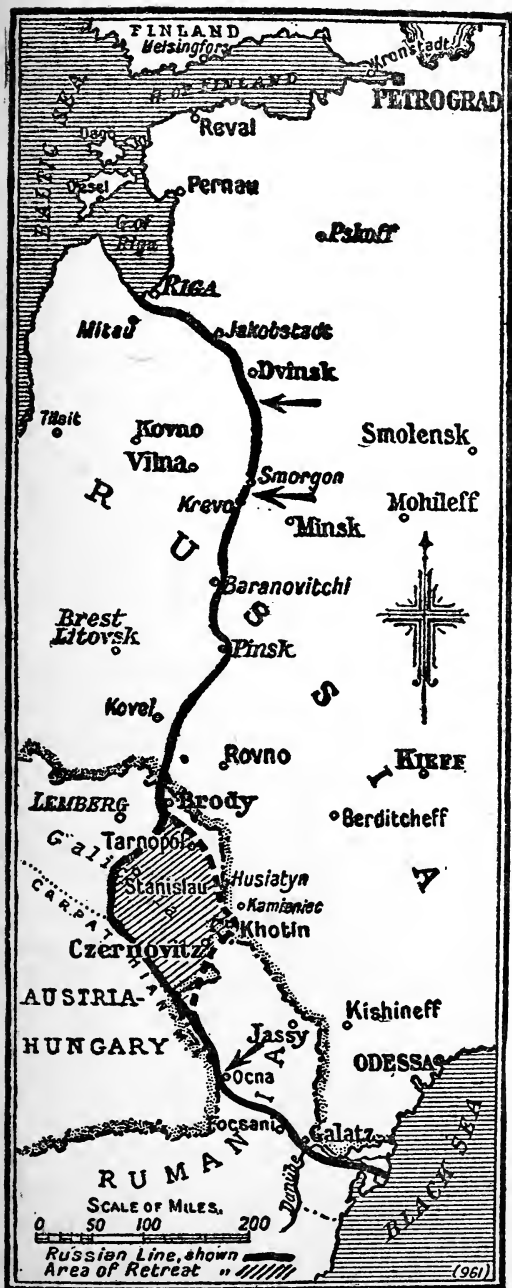 FINLAND
Helsingfors
Kronstadt
G. OF FINLAND
PETROGRAD
BALTIC SEA
Reval
Dago
Oesel
Pernau
G. of
Riga
Pskoff
RIGA
Mitau
Jakobstadt
Dvinsk
Tilsit
Kovno
Smolensk
Vilna
Smorgon
Krevo
Mohileff
Minsk
RUSSIA
Baranovitchi
Brest
Litovsk
Pinsk
Kovel
Rovno
KIEFF
LEMBERG
Brody
Berditcheff
Tarnopol
Galicia
Stanislau
Husiatyn
Kamieniec
CARPATHIAN
Khotin
Czernovitz
AUSTRIA-
HUNGARY
Kishineff
Jassy
ODESSA
Ocna
Focsani
Galatz
RUMANIA
Danube
BLACH SEA
SCALE OF MILES.
0 50 100 200
Russian Line, shown
Area of Retreat "
(961)